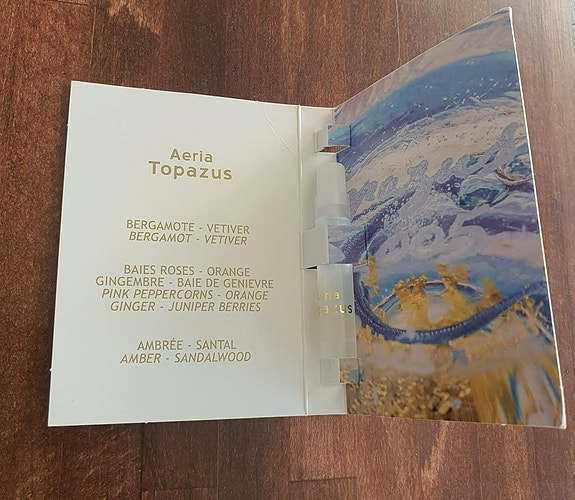 Aeria
Topazus
BERGAMOTE - VETIVER
BERGAMOT - VETIVER
BAIES ROSES - ORANGE
GINGEMBRE - BAIE DE GENIEVRE
PINK PEPPERCORNS - ORANGE
GINGER - JUNIPER BERRIES
AMBRÉE - SANTAL
AMBER - SANDALWOOD